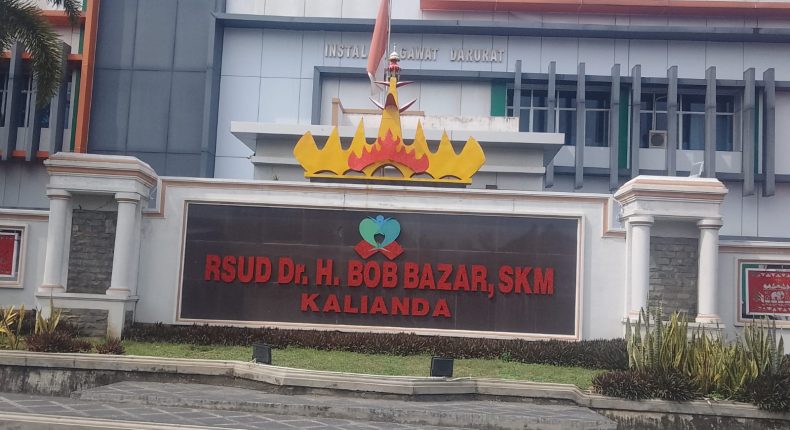 INSTALASI GAWAT DARURAT
RSUD Dr. H. BOB BAZAR, SKM
KALIANDA